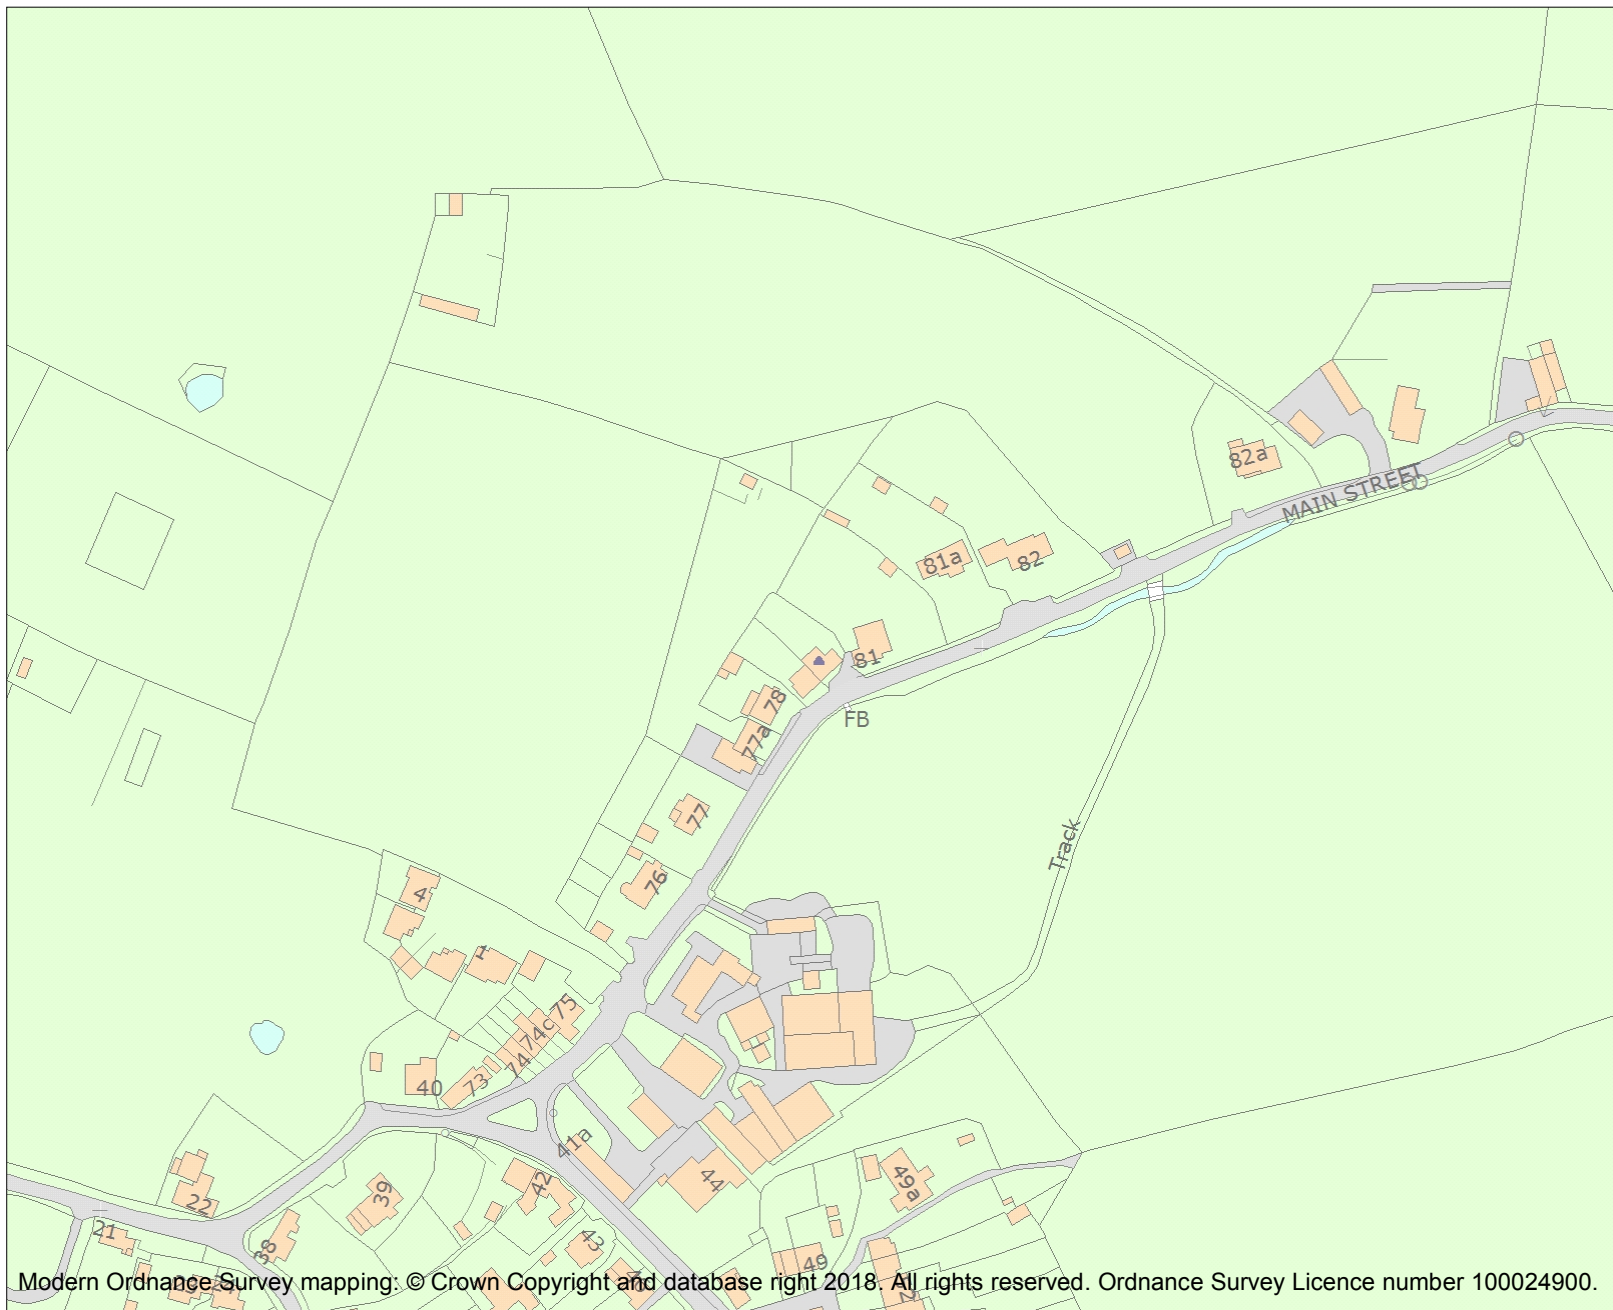 82a
MAIN STREET
81a
82
81
78
FB
77a
77
Track
76
4
1
75
74c
74
73
40
41a
44
42
39
49a
22
21
38
43
49
Modern Ordnance Survey mapping: © Crown Copyright and database right 2018. All rights reserved. Ordnance Survey Licence number 100024900.